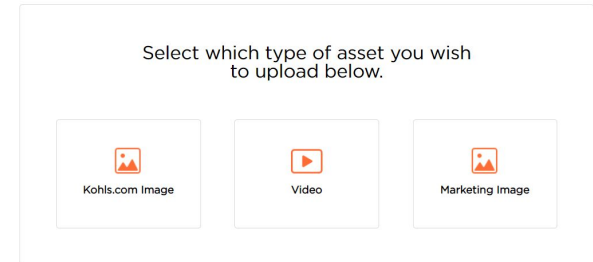 Select which type of asset you wish
to upload below.
Kohls.com Image
Video
Marketing Image